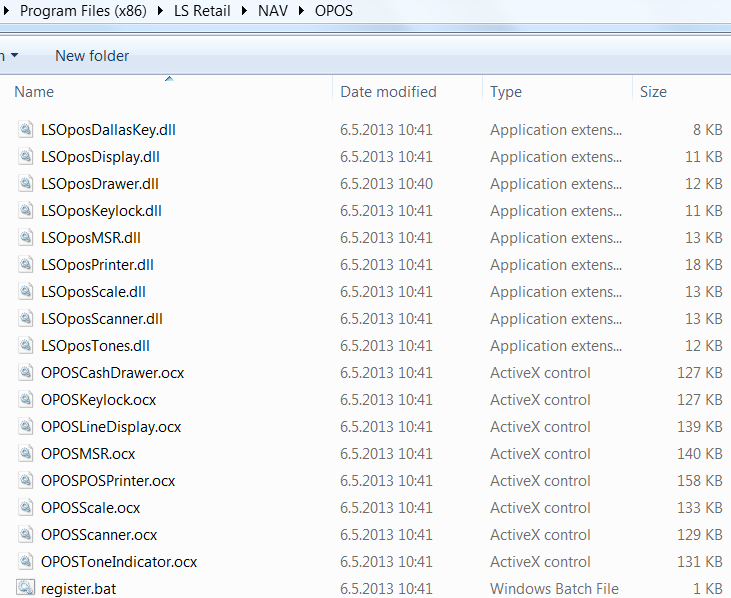 Program Files (x86) LS Retail NAV OPOS
New folder
Name Date modified Type Size
LSOposDallasKey.dll 6.5.2013 10:41 Application extens... 8 KB
LSOposDisplay.dll 6.5.2013 10:41 Application extens... 11 KB
LSOposDrawer.dll 6.5.2013 10:40 Application extens... 12 KB
LSOposKeylock.dll 6.5.2013 10:41 Application extens... 11 KB
LSOposMSR.dll 6.5.2013 10:41 Application extens... 13 KB
LSOposPrinter.dll 6.5.2013 10:41 Application extens... 18 KB
LSOposScale.dll 6.5.2013 10:41 Application extens... 13 KB
LSOposScanner.dll 6.5.2013 10:41 Application extens... 13 KB
LSOposTones.dll 6.5.2013 10:41 Application extens... 12 KB
OPOSCashDrawer.ocx 6.5.2013 10:41 ActiveX control 127 KB
OPOSKeylock.ocx 6.5.2013 10:41 ActiveX control 127 KB
OPOSLineDisplay.ocx 6.5.2013 10:41 ActiveX control 139 KB
OPOSMSR.ocx 6.5.2013 10:41 ActiveX control 140 KB
OPOSPOSPrinter.ocx 6.5.2013 10:41 ActiveX control 158 KB
OPOSScale.ocx 6.5.2013 10:41 ActiveX control 133 KB
OPOSScanner.ocx 6.5.2013 10:41 ActiveX control 129 KB
OPOSToneIndicator.ocx 6.5.2013 10:41 ActiveX control 131 KB
register.bat 6.5.2013 10:41 Windows Batch File 1 KB